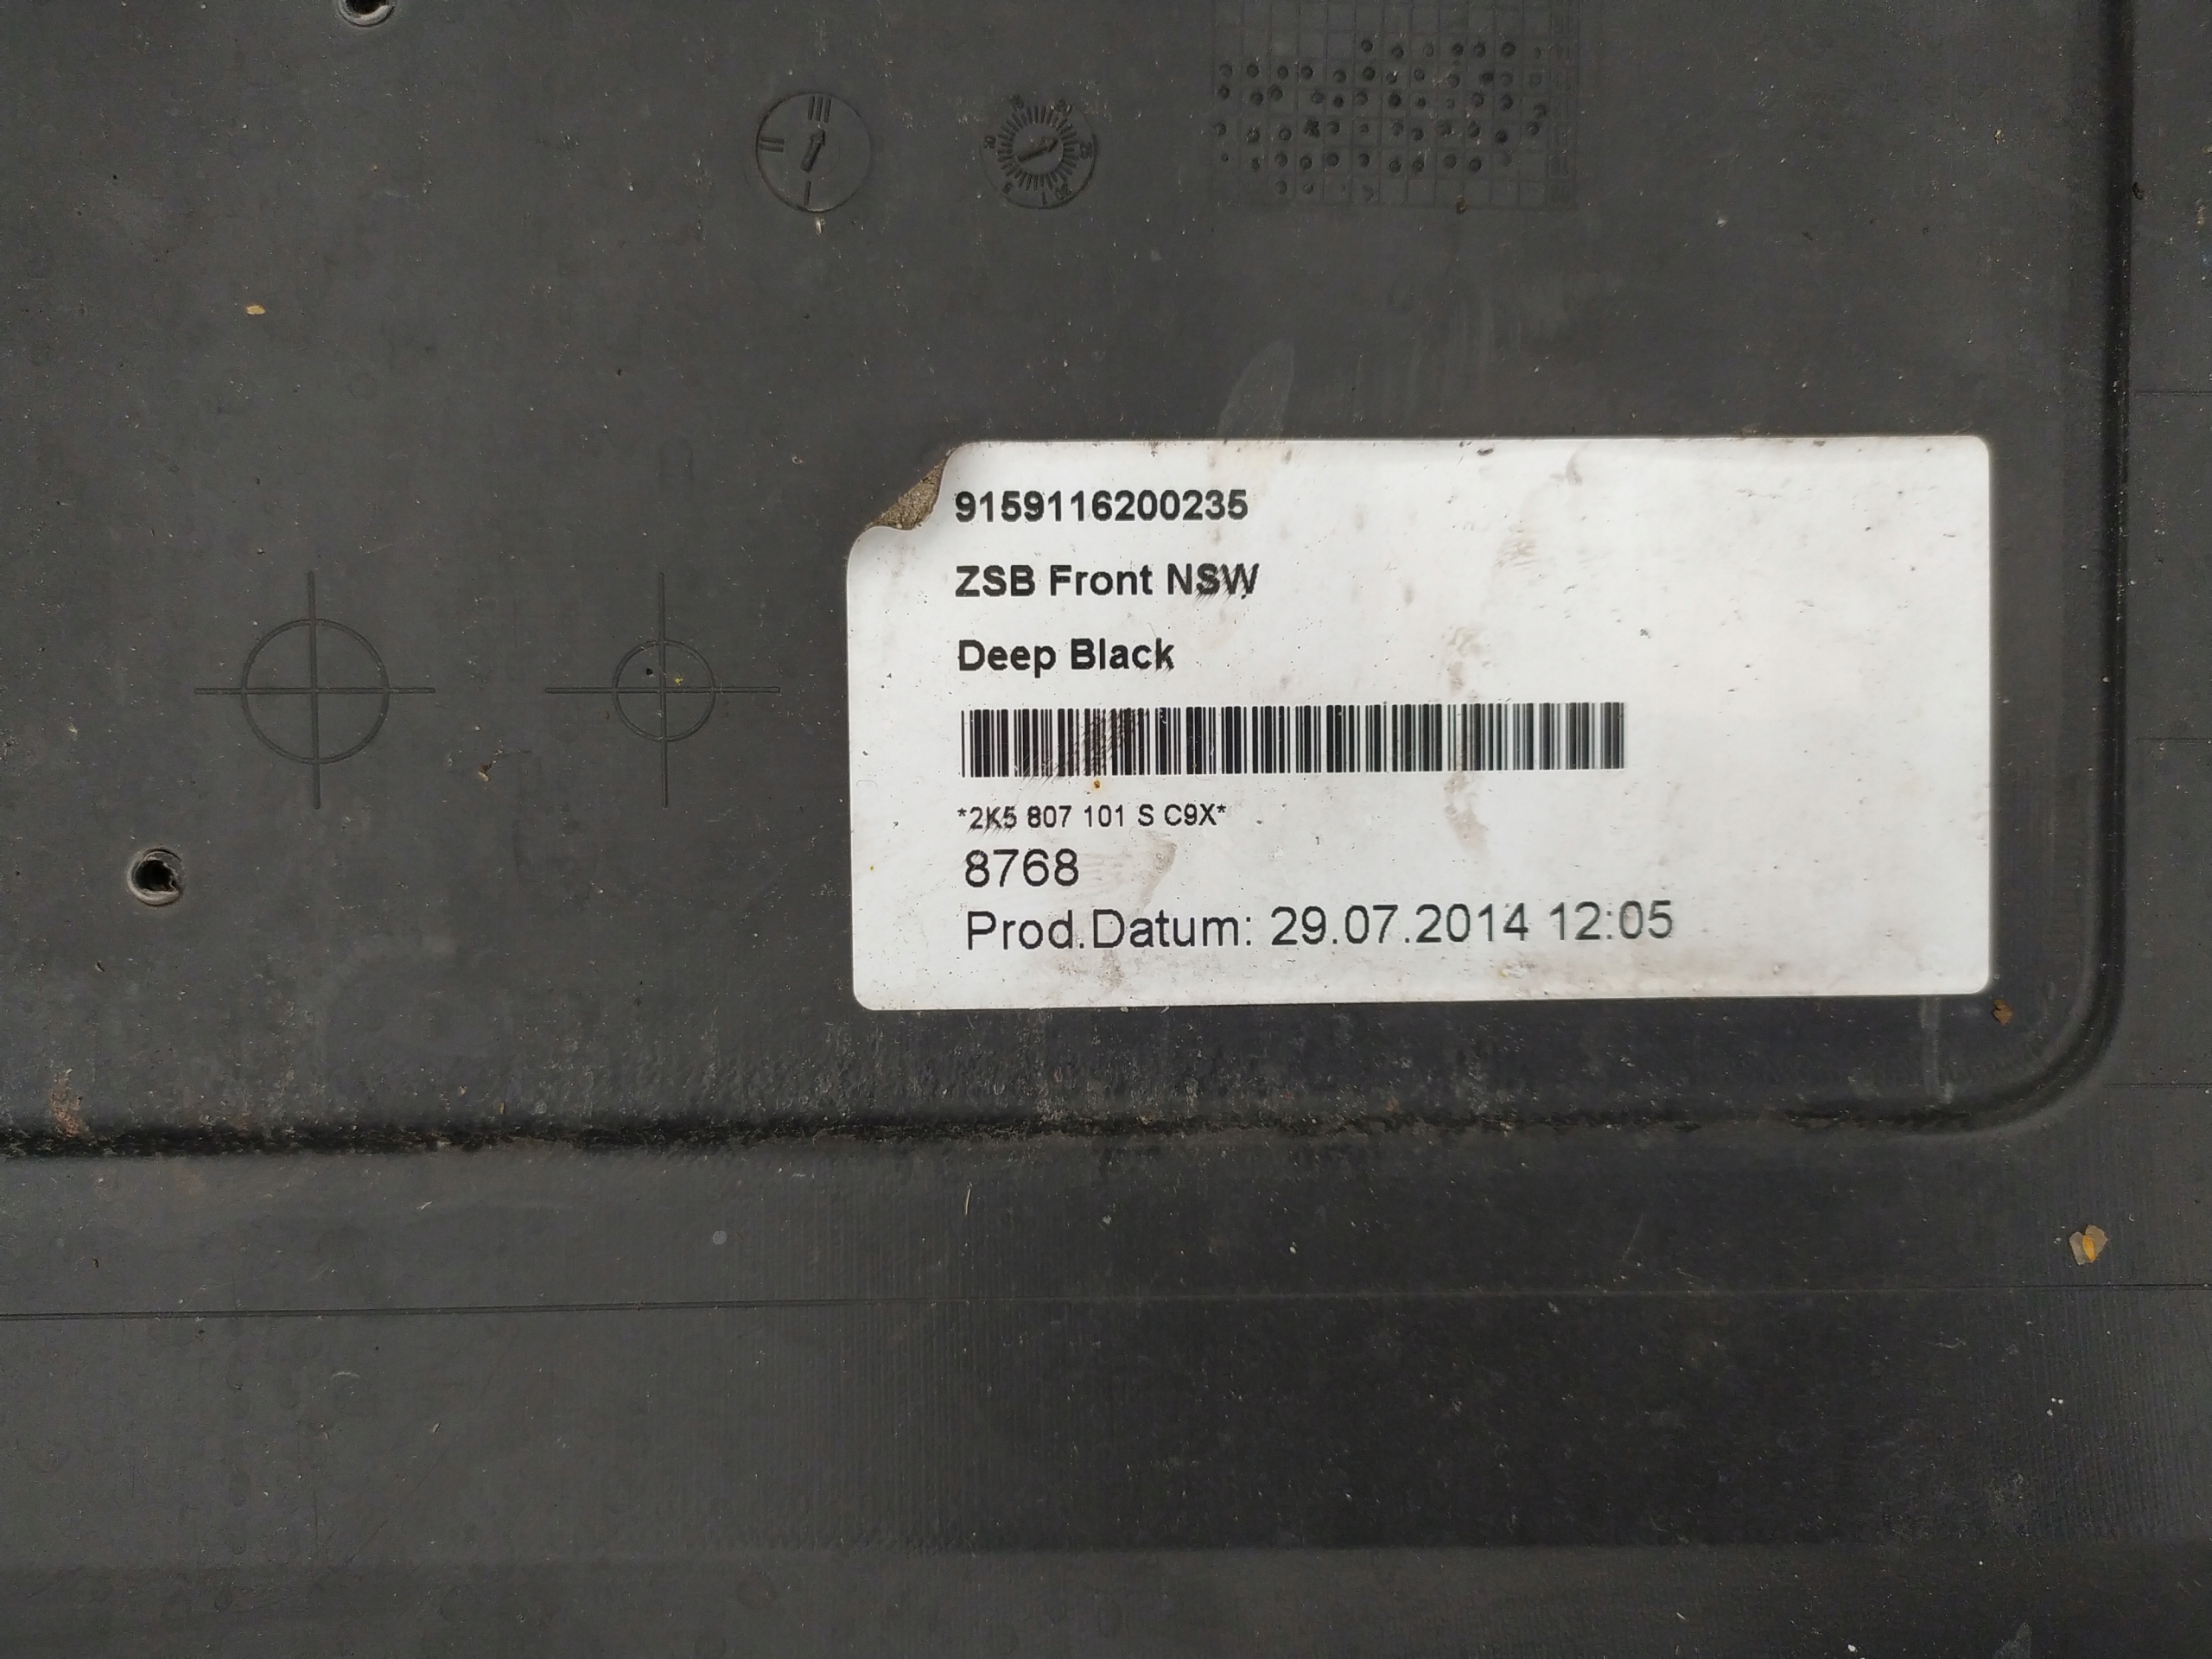 9159116200235
ZSB Front NSW
Deep Black
*2K5 807 101 S C9X*
8768
Prod.Datum: 29.07.2014 12:05